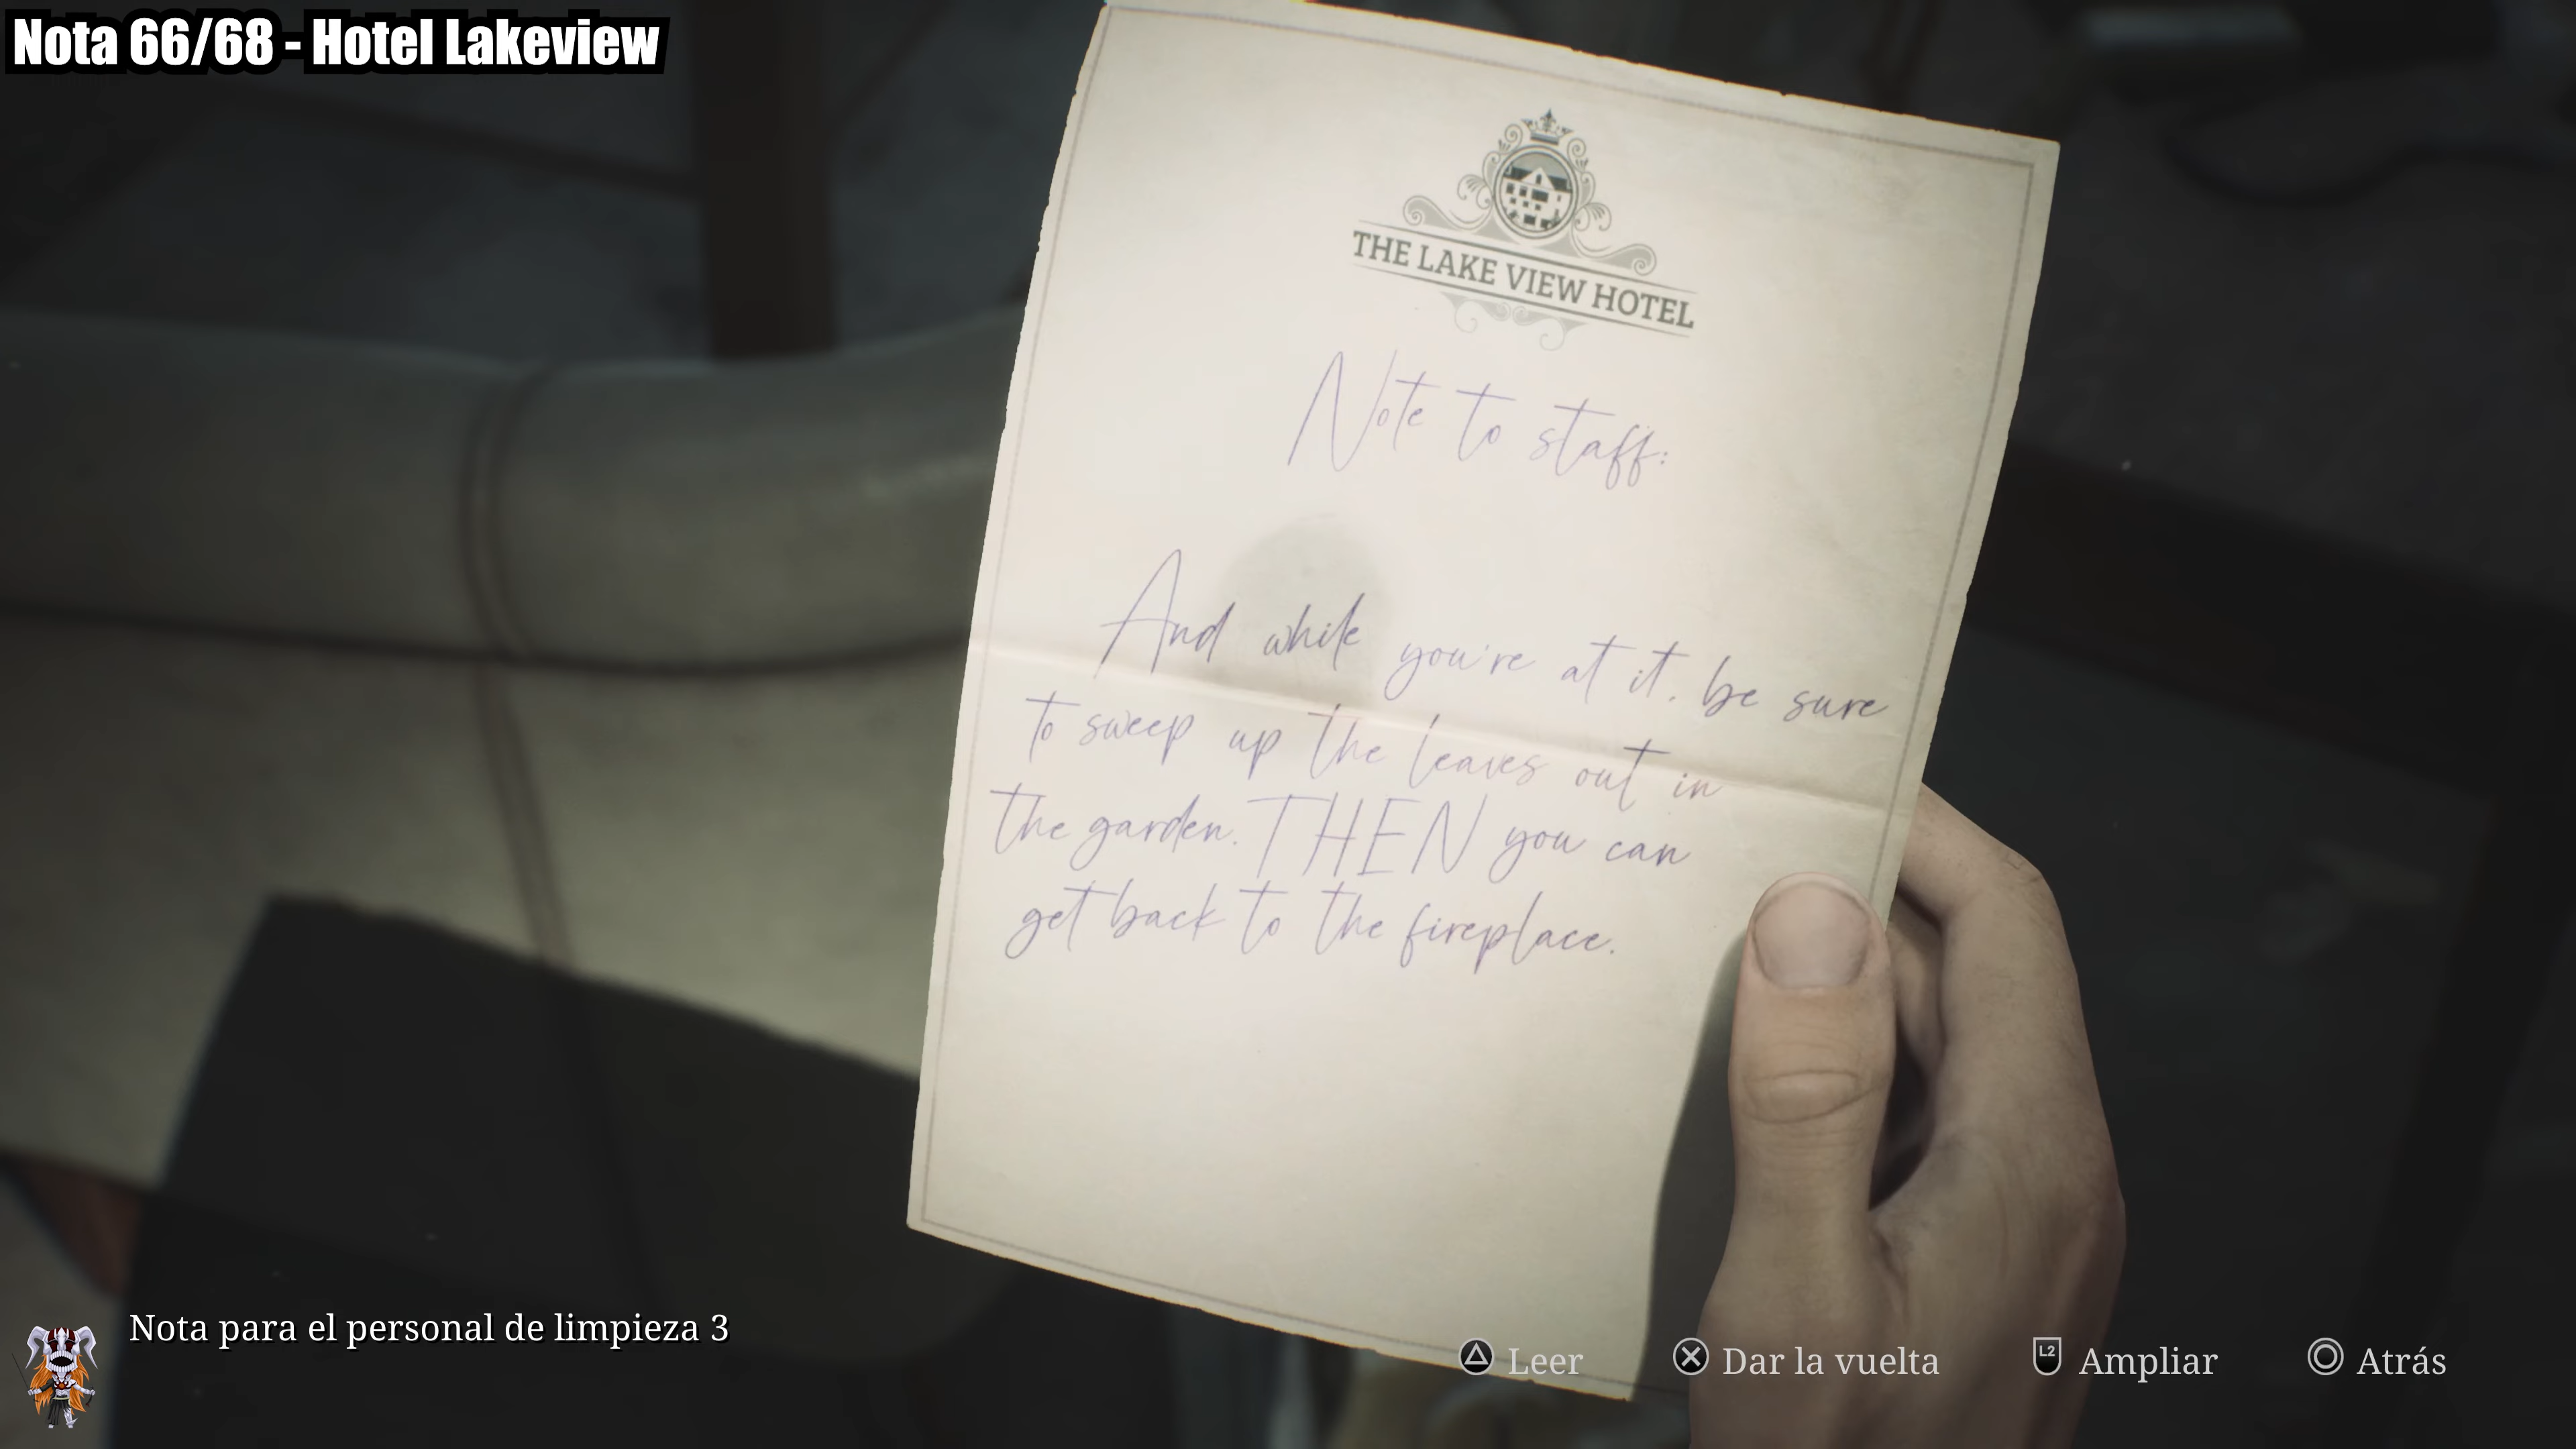 Nota 66/68 - Hotel Lakeview
THE LAKE VIEW HOTEL
Note to staff:
And while you're at it, be sure
to sweep up the leaves out in
the garden. THEN you can
get back to the fireplace.
Nota para el personal de limpieza 3
Leer
Dar la vuelta
L2 Ampliar
Atrás